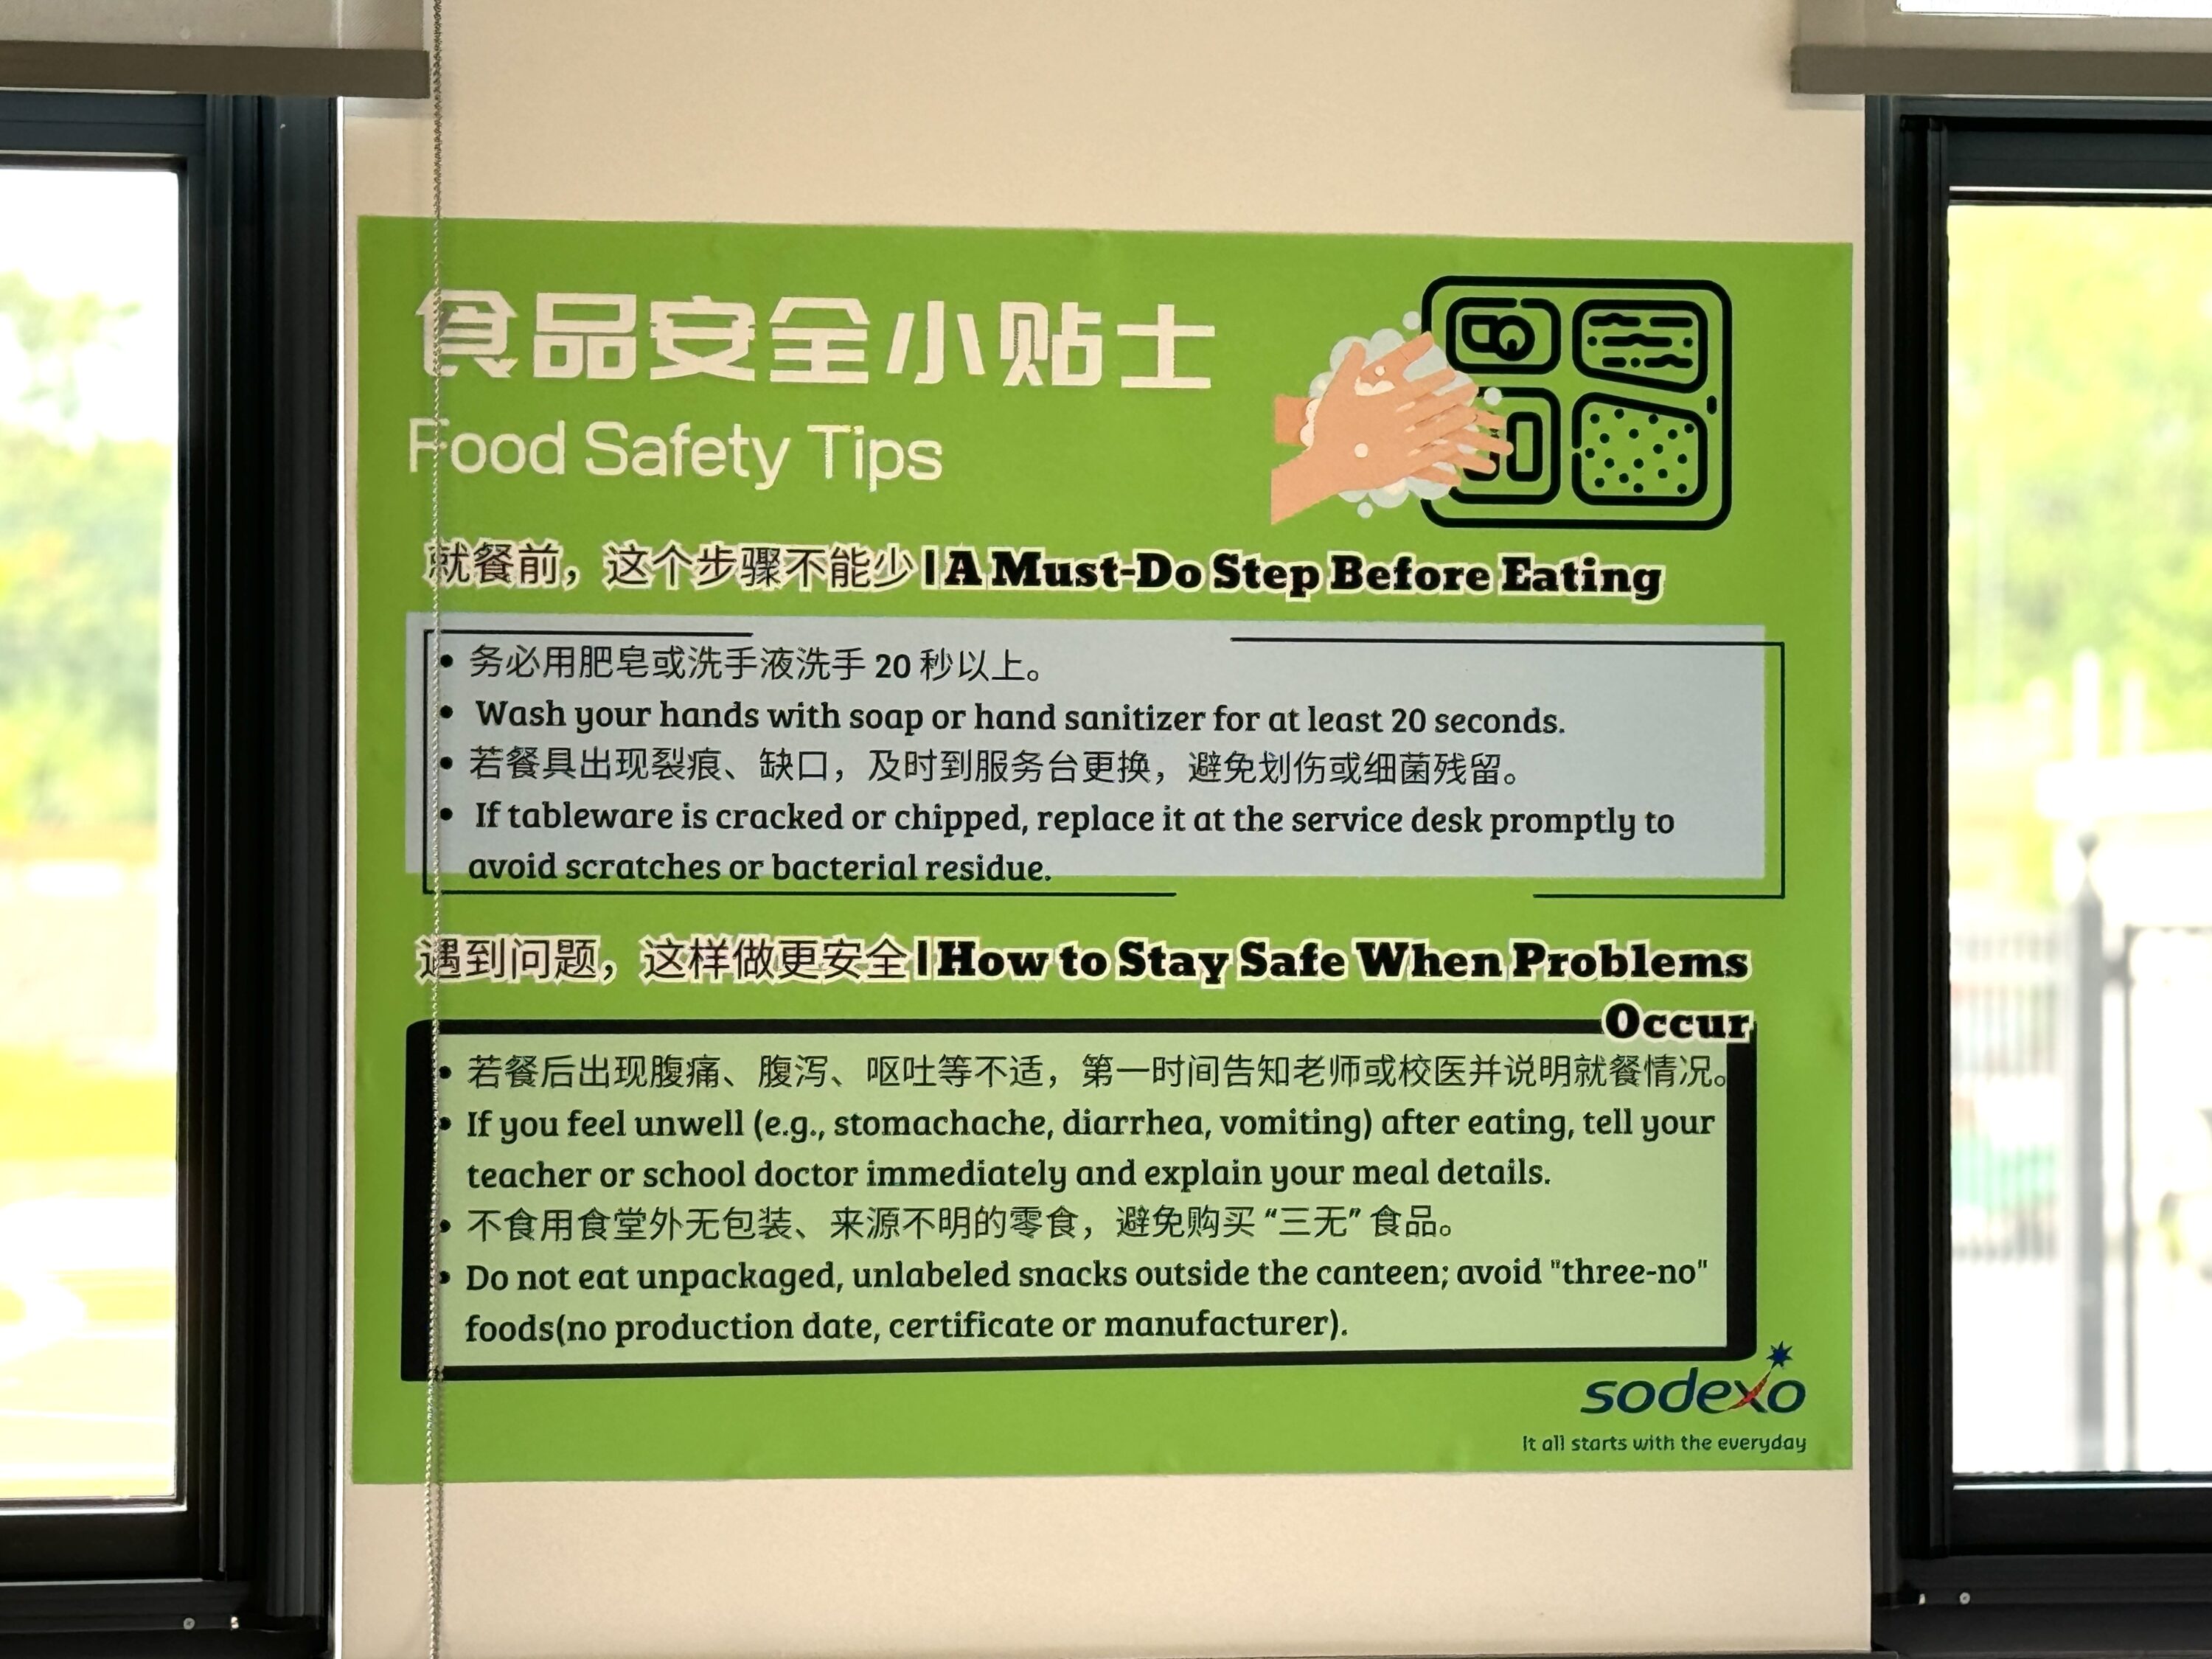 食品安全小贴士
Food Safety Tips
就餐前，这个步骤不能少|A Must-Do Step Before Eating
• 务必用肥皂或洗手液洗手 20 秒以上。
• Wash your hands with soap or hand sanitizer for at least 20 seconds.
• 若餐具出现裂痕、缺口，及时到服务台更换，避免划伤或细菌残留。
• If tableware is cracked or chipped, replace it at the service desk promptly to
avoid scratches or bacterial residue.
遇到问题，这样做更安全|How to Stay Safe When Problems
Occur
• 若餐后出现腹痛、腹泻、呕吐等不适，第一时间告知老师或校医并说明就餐情况。
• If you feel unwell (e.g., stomachache, diarrhea, vomiting) after eating, tell your
teacher or school doctor immediately and explain your meal details.
• 不食用食堂外无包装、来源不明的零食，避免购买 “三无” 食品。
• Do not eat unpackaged, unlabeled snacks outside the canteen; avoid "three-no"
foods(no production date, certificate or manufacturer).
sodexo
It all starts with the everyday